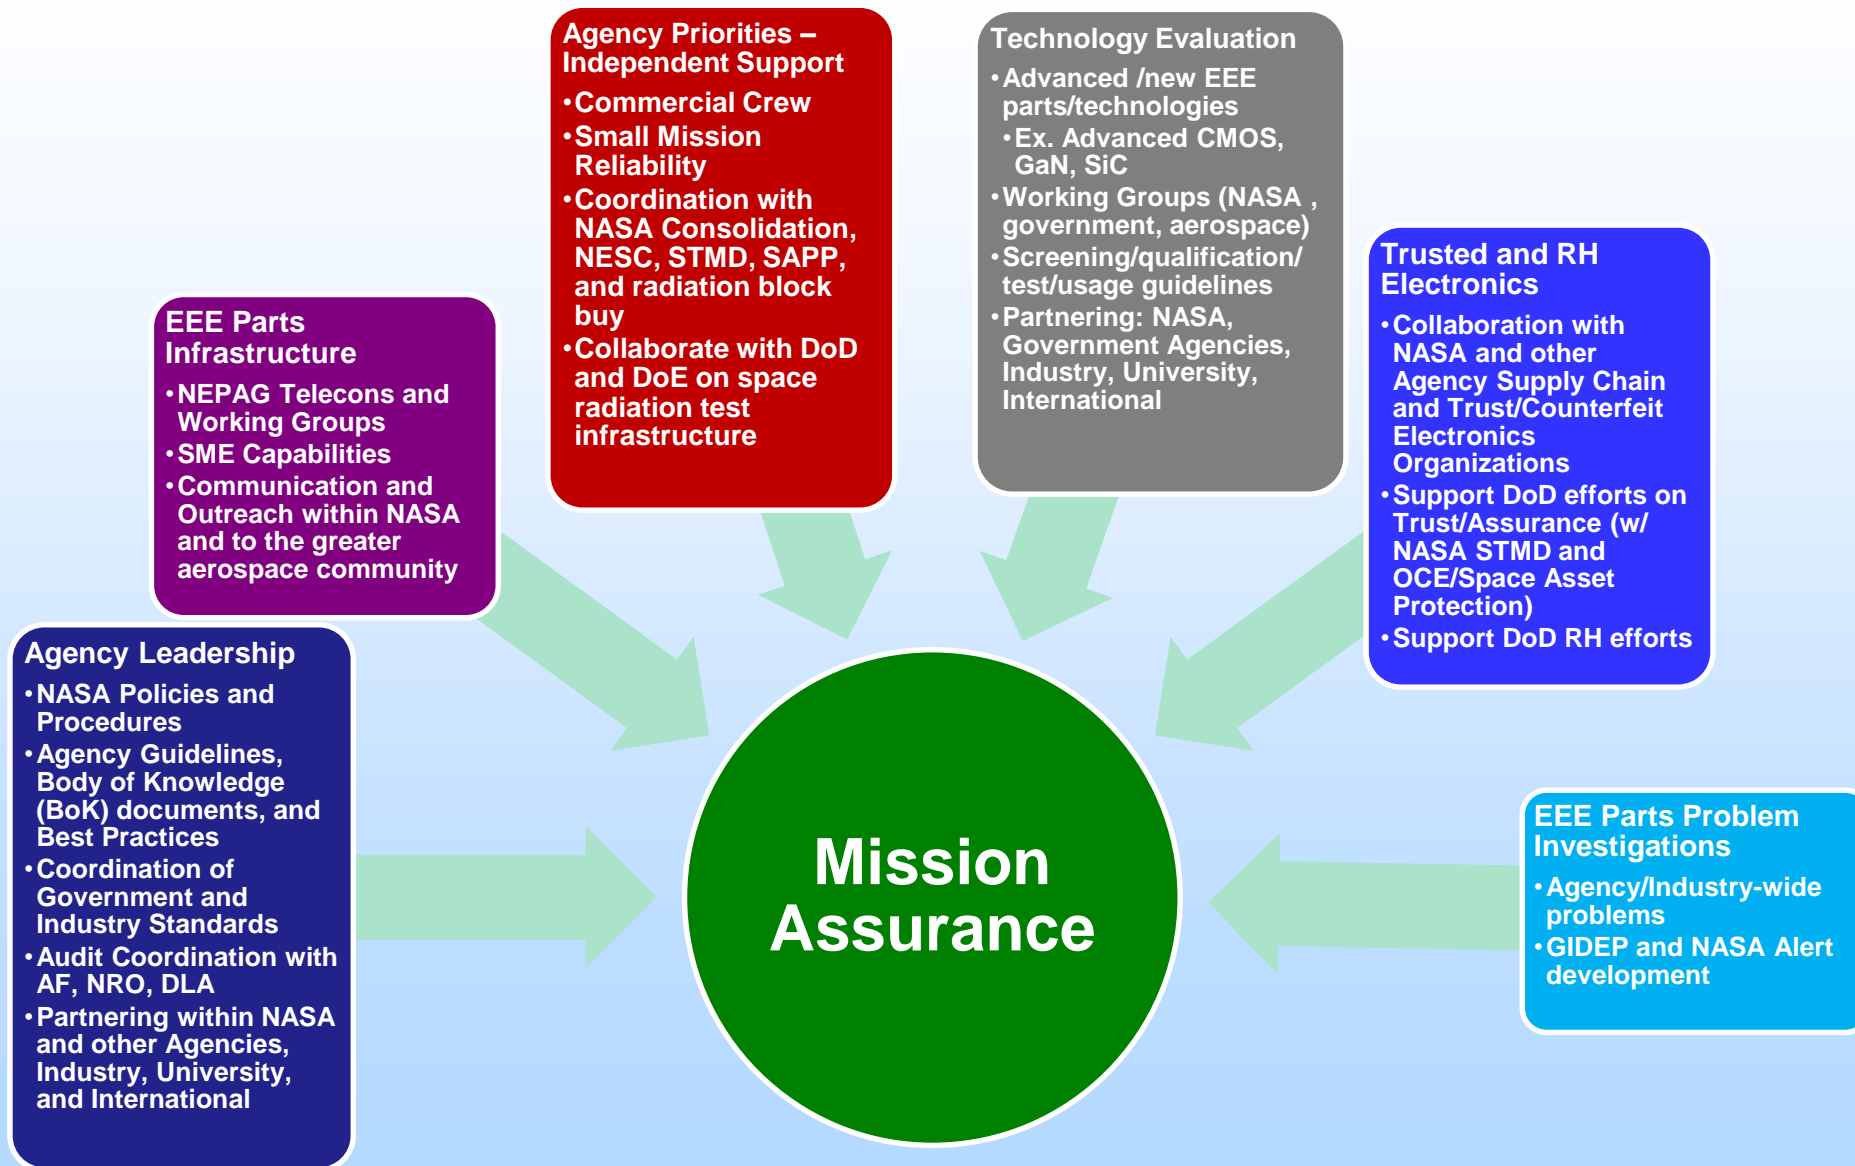 Agency Priorities –
Independent Support
•Commercial Crew
•Small Mission
Reliability
•Coordination with
NASA Consolidation,
NESC, STMD, SAPP,
and radiation block
buy
•Collaborate with DoD
and DoE on space
radiation test
infrastructure
Technology Evaluation
•Advanced /new EEE
parts/technologies
•Ex. Advanced CMOS,
GaN, SiC
•Working Groups (NASA ,
government, aerospace)
•Screening/qualification/
test/usage guidelines
•Partnering: NASA,
Government Agencies,
Industry, University,
International
Trusted and RH
Electronics
•Collaboration with
NASA and other
Agency Supply Chain
and Trust/Counterfeit
Electronics
Organizations
•Support DoD efforts on
Trust/Assurance (w/
NASA STMD and
OCE/Space Asset
Protection)
•Support DoD RH efforts
EEE Parts
Infrastructure
•NEPAG Telecons and
Working Groups
•SME Capabilities
•Communication and
Outreach within NASA
and to the greater
aerospace community
Agency Leadership
•NASA Policies and
Procedures
•Agency Guidelines,
Body of Knowledge
(BoK) documents, and
Best Practices
•Coordination of
Government and
Industry Standards
•Audit Coordination with
AF, NRO, DLA
•Partnering within NASA
and other Agencies,
Industry, University,
and International
Mission
Assurance
EEE Parts Problem
Investigations
•Agency/Industry-wide
problems
•GIDEP and NASA Alert
development